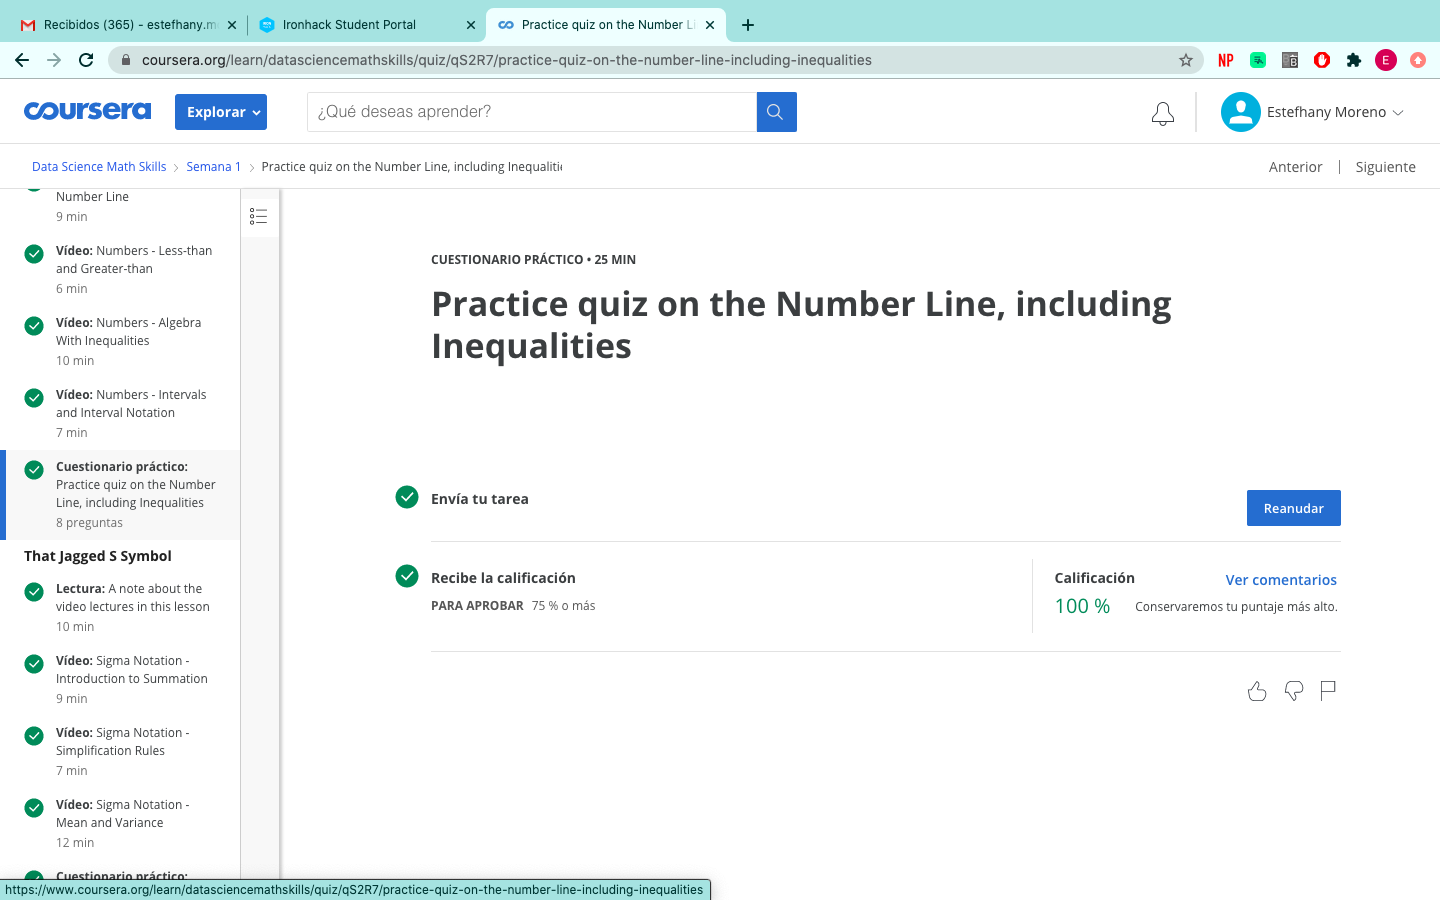 Recibidos (365) - estefhany.m
Ironhack Student Portal
Practice quiz on the Number Li
coursera.org/learn/datasciencemathskills/quiz/qS2R7/practice-quiz-on-the-number-line-including-inequalities
NP
E
coursera
Explorar
¿Qué deseas aprender?
Estefhany Moreno
Data Science Math Skills
Semana 1
Practice quiz on the Number Line, including Inequalitie
Anterior
Siguiente
Number Line
9 min
Vídeo: Numbers - Less-than
and Greater-than
6 min
Vídeo: Numbers - Algebra
With Inequalities
10 min
Vídeo: Numbers - Intervals
and Interval Notation
7 min
Cuestionario práctico:
Practice quiz on the Number
Line, including Inequalities
8 preguntas
That Jagged S Symbol
Lectura: A note about the
video lectures in this lesson
10 min
Vídeo: Sigma Notation -
Introduction to Summation
9 min
Vídeo: Sigma Notation -
Simplification Rules
7 min
Vídeo: Sigma Notation -
Mean and Variance
12 min
Cuestionario práctico:
CUESTIONARIO PRÁCTICO • 25 MIN
Practice quiz on the Number Line, including
Inequalities
Envía tu tarea
Reanudar
Recibe la calificación
PARA APROBAR 75 % o más
Calificación
Ver comentarios
100 %
Conservaremos tu puntaje más alto.
https://www.coursera.org/learn/datasciencemathskills/quiz/qS2R7/practice-quiz-on-the-number-line-including-inequalities